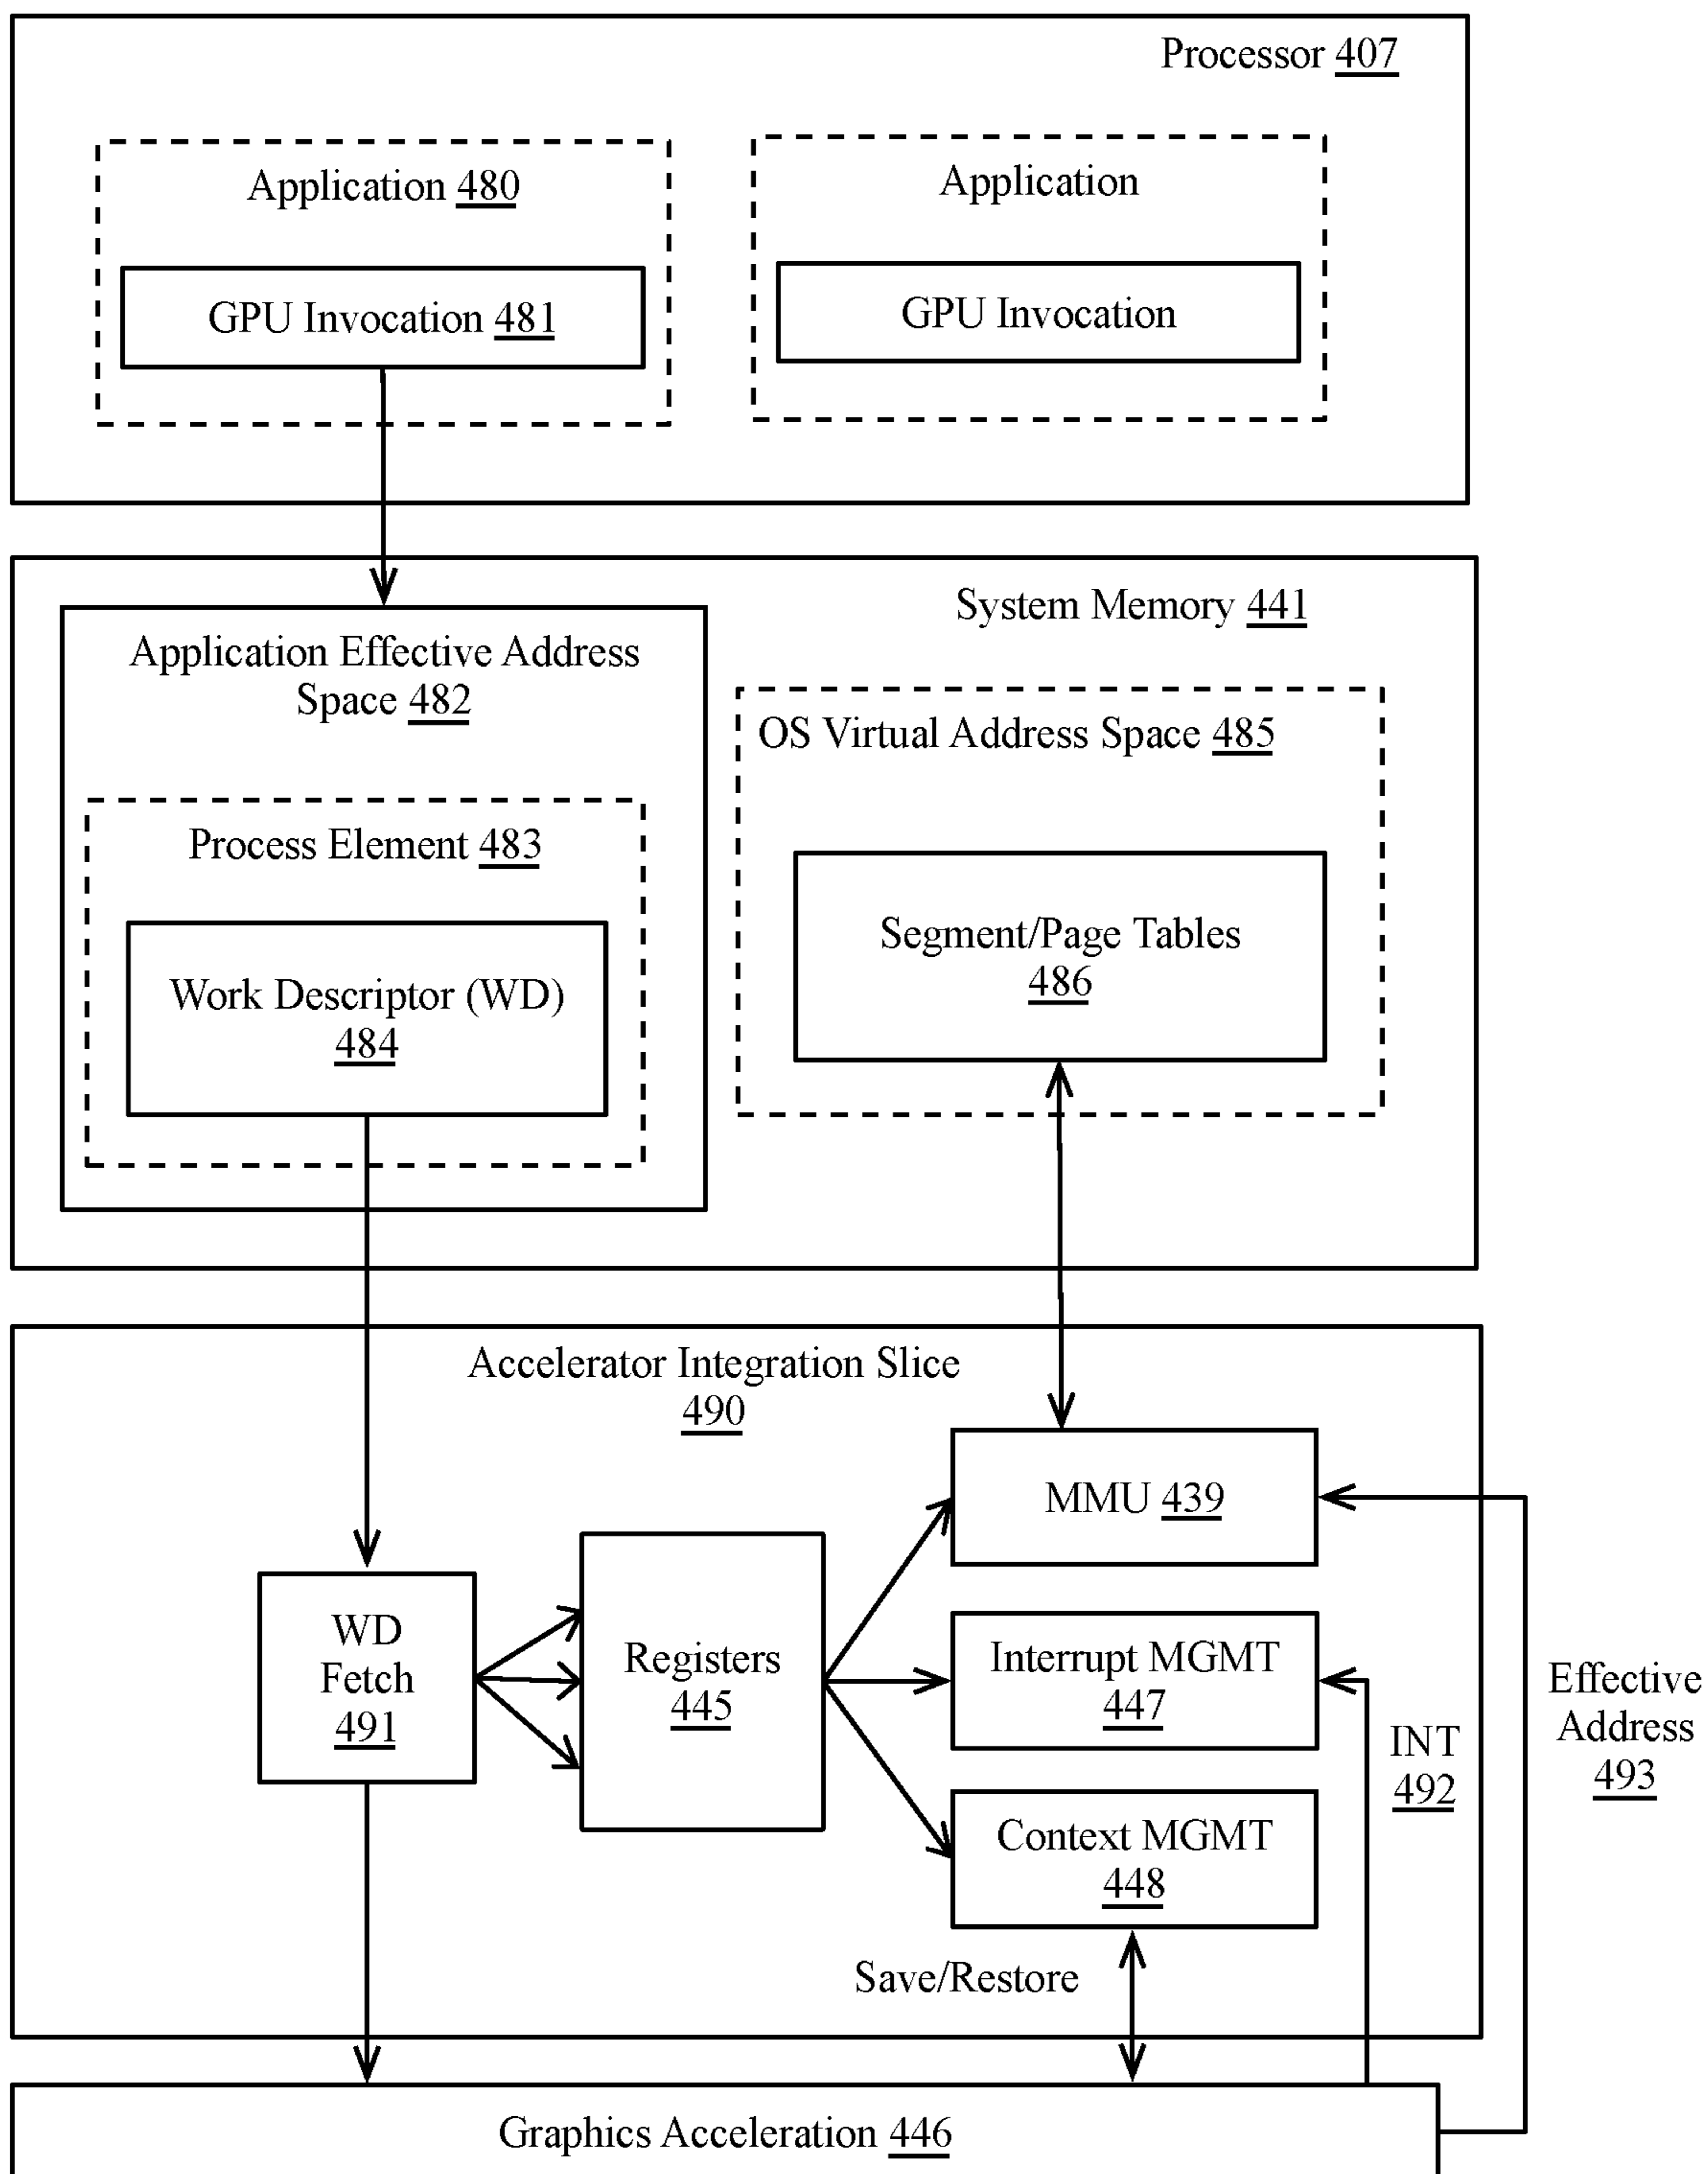 Processor 407
Application 480
GPU Invocation 481
Application
GPU Invocation
System Memory 441
Application Effective Address
Space 482
Process Element 483
Work Descriptor (WD)
484
OS Virtual Address Space 485
Segment/Page Tables
486
Accelerator Integration Slice
490
WD
Fetch
491
Registers
445
MMU 439
Interrupt MGMT
447
Context MGMT
448
Save/Restore
INT
492
Effective
Address
493
Graphics Acceleration 446